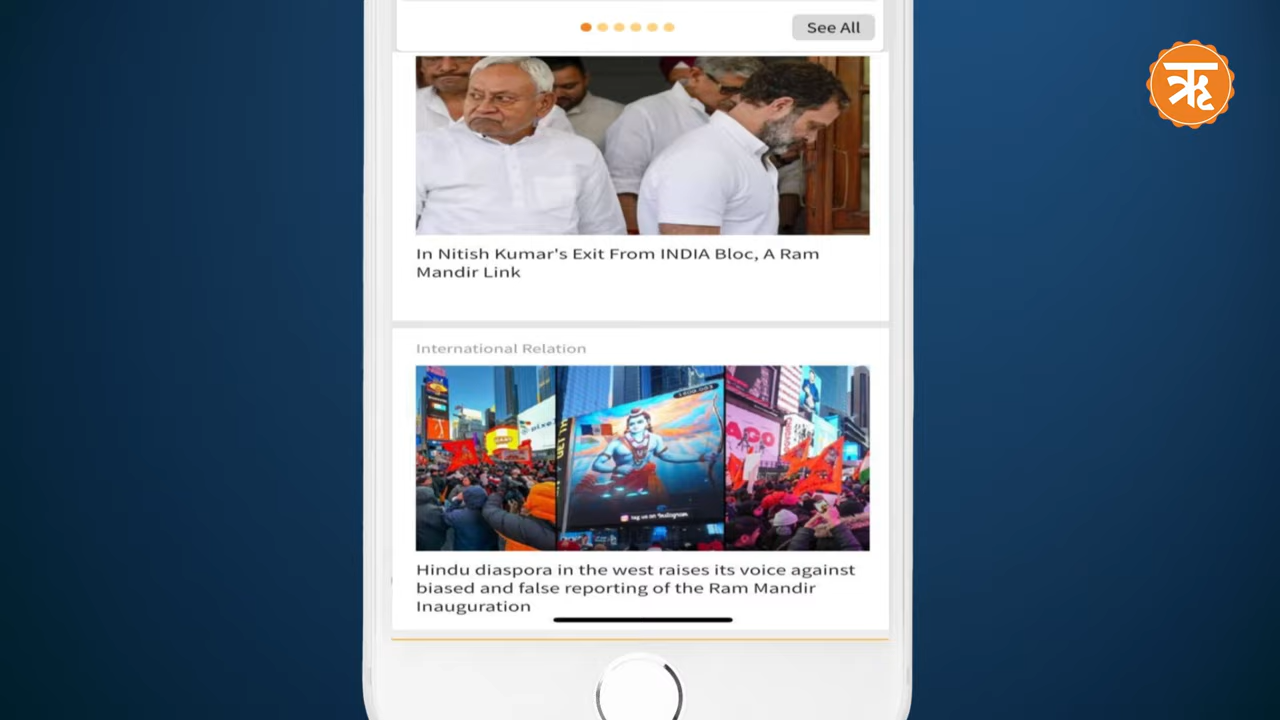 See All
ऋ
In Nitish Kumar's Exit From INDIA Bloc, A Ram
Mandir Link
International Relation
Hindu diaspora in the west raises its voice against
biased and false reporting of the Ram Mandir
Inauguration